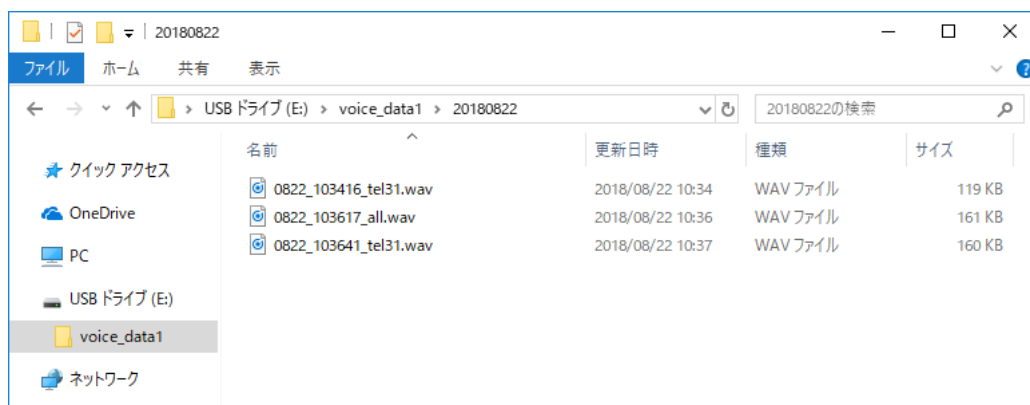 20180822
ファイル ホーム 共有 表示
USB ドライブ (E:) › voice_data1 › 20180822 20180822の検索
名前 更新日時 種類 サイズ
クイック アクセス
0822_103416_tel31.wav 2018/08/22 10:34 WAV ファイル 119 KB
OneDrive
0822_103617_all.wav 2018/08/22 10:36 WAV ファイル 161 KB
PC
0822_103641_tel31.wav 2018/08/22 10:37 WAV ファイル 160 KB
USB ドライブ (E:)
voice_data1
ネットワーク